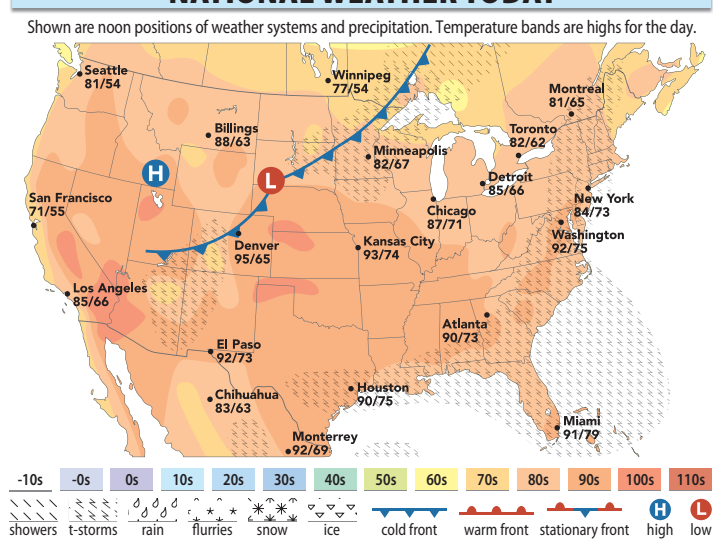 NATIONAL WEATHER TODAY
Shown are noon positions of weather systems and precipitation. Temperature bands are highs for the day.
Seattle
81/54
Winnipeg
77/54
Montreal
81/65
Billings
88/63
Toronto
82/62
Minneapolis
82/67
H
L
Detroit
85/66
San Francisco
71/55
New York
84/73
Chicago
87/71
Washington
92/75
Denver
95/65
Kansas City
93/74
Los Angeles
85/66
Atlanta
90/73
El Paso
92/73
Houston
90/75
Chihuahua
83/63
Miami
91/79
Monterrey
92/69
-10s -0s 0s 10s 20s 30s 40s 50s 60s 70s 80s 90s 100s 110s
H L
showers t-storms rain flurries snow ice cold front warm front stationary front high low